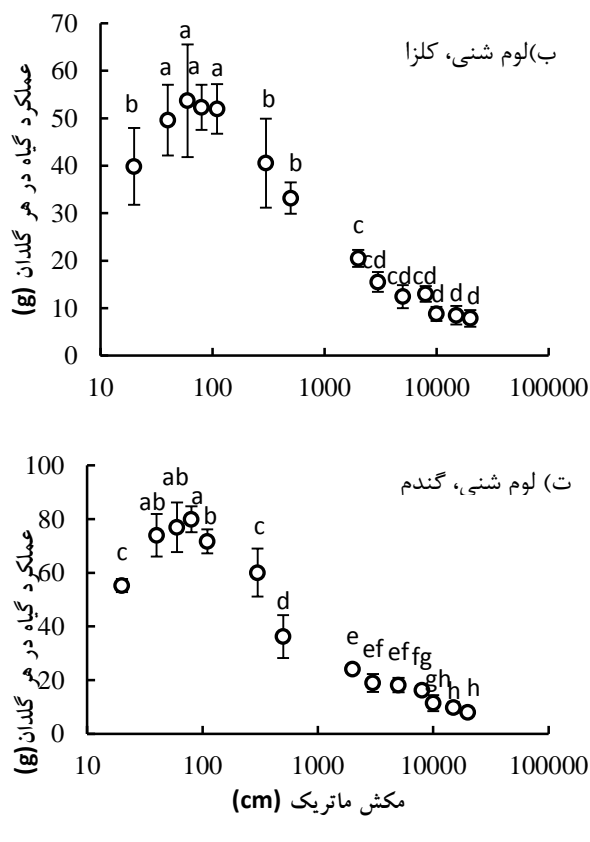 ب)لوم شنی، کلزا
عملکرد گیاه در هر گلدان (g)
70
60
50
40
30
20
10
0
b
a
a
a
a
b
b
c
cd
cd
cd
d
d
d
10
100
1000
10000
100000
ت) لوم شنی، گندم
عملکرد گیاه در هر گلدان (g)
100
80
60
40
20
0
c
ab
ab
a
b
c
d
e
ef
ef
fg
gh
h
h
10
100
1000
10000
100000
مکش ماتریک (cm)